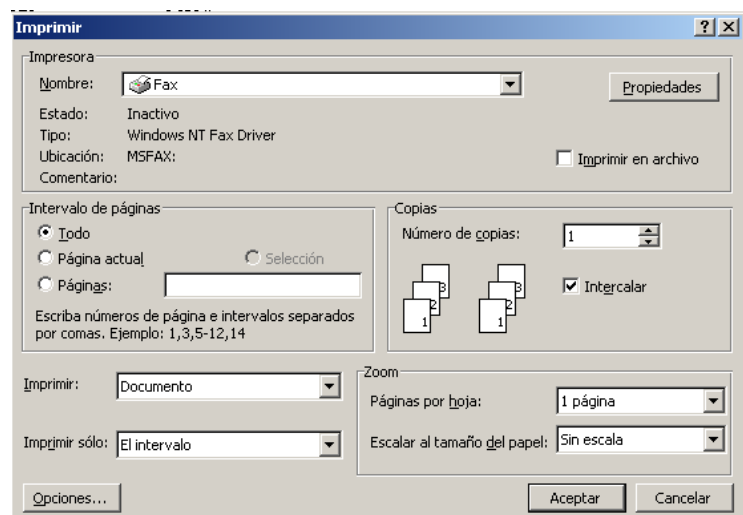 Imprimir
Impresora
Nombre: Fax Propiedades
Estado: Inactivo
Tipo: Windows NT Fax Driver
Ubicación: MSFAX: Imprimir en archivo
Comentario:
Intervalo de páginas
Todo
Página actual Selección
Páginas:
Escriba números de página e intervalos separados
por comas. Ejemplo: 1,3,5-12,14
Copias
Número de copias: 1
Intercalar
1 2 3 1 2 3
Imprimir: Documento
Imprimir sólo: El intervalo
Zoom
Páginas por hoja: 1 página
Escalar al tamaño del papel: Sin escala
Opciones... Aceptar Cancelar